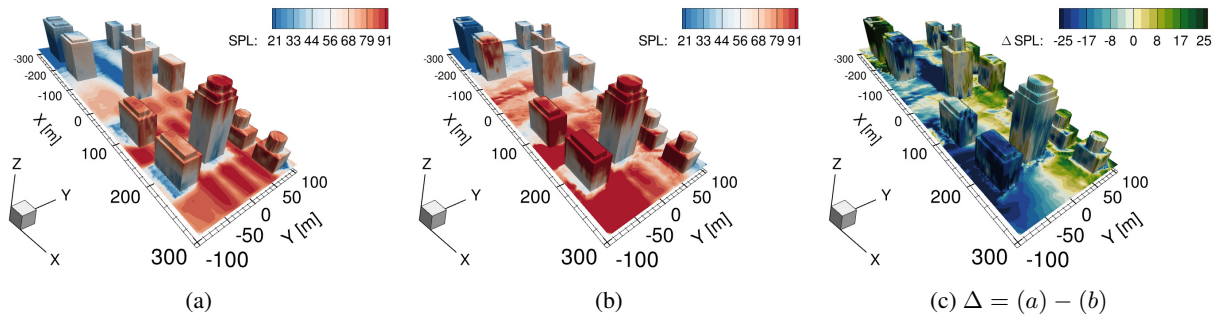 SPL: 21 33 44 56 68 79 91
-300
-200
-100
0
100
200
300
X [m]
100
50
0
-50
-100
Y [m]
Z
Y
X
(a)
SPL: 21 33 44 56 68 79 91
-300
-200
-100
0
100
200
300
X [m]
100
50
0
-50
-100
Y [m]
Z
Y
X
(b)
Δ SPL: -25 -17 -8 0 8 17 25
-300
-200
-100
0
100
200
300
X [m]
100
50
0
-50
-100
Y [m]
Z
Y
X
(c) Δ = (a) − (b)